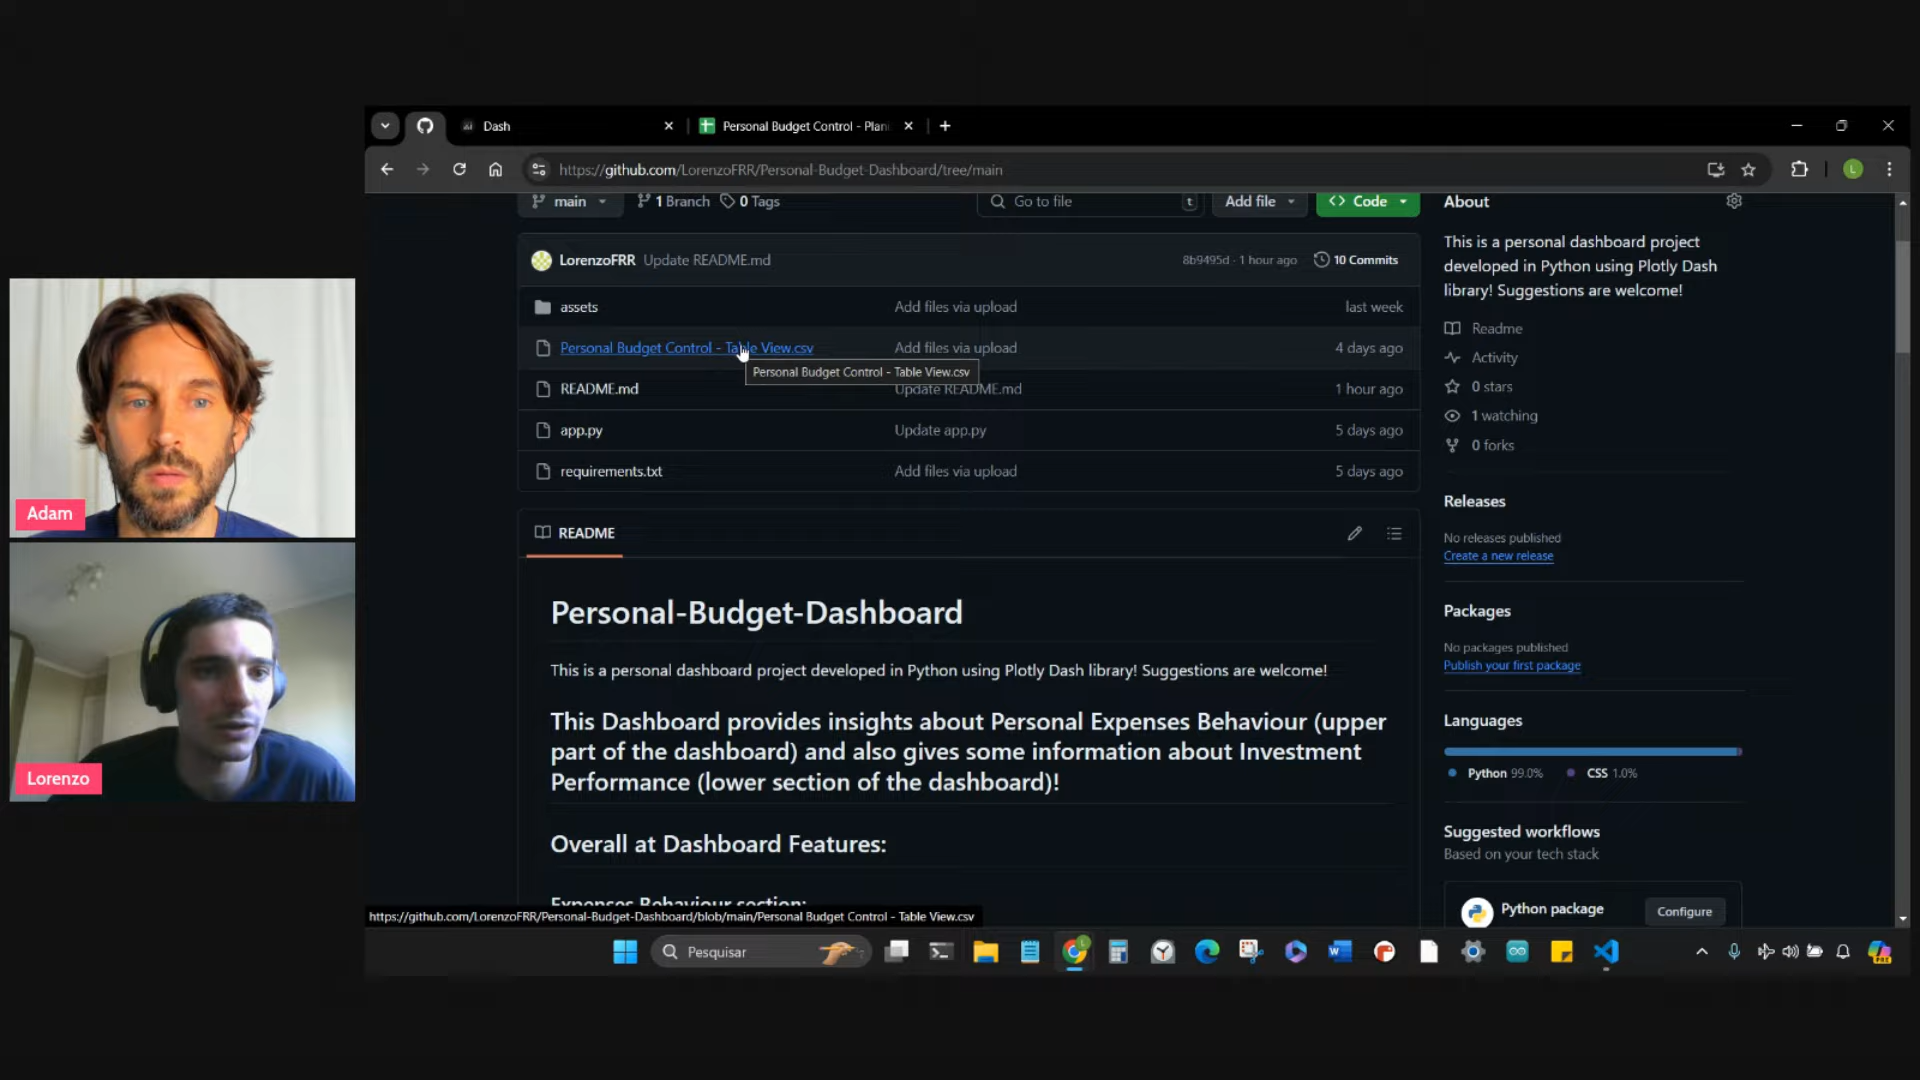 Dash
Personal Budget Control - Plani
https://github.com/LorenzoFRR/Personal-Budget-Dashboard/tree/main
L
main
1 Branch
0 Tags
Go to file
t
Add file
Code
About
LorenzoFRR Update README.md
8b9495d · 1 hour ago
10 Commits
This is a personal dashboard project
developed in Python using Plotly Dash
library! Suggestions are welcome!
assets
Add files via upload
last week
Personal Budget Control - Table View.csv
Add files via upload
4 days ago
Personal Budget Control - Table View.csv
README.md
Update README.md
1 hour ago
app.py
Update app.py
5 days ago
requirements.txt
Add files via upload
5 days ago
Readme
Activity
0 stars
1 watching
0 forks
Releases
No releases published
Create a new release
Packages
No packages published
Publish your first package
Languages
Python 99.0%
CSS 1.0%
Suggested workflows
Based on your tech stack
Python package
Configure
README
Personal-Budget-Dashboard
This is a personal dashboard project developed in Python using Plotly Dash library! Suggestions are welcome!
This Dashboard provides insights about Personal Expenses Behaviour (upper
part of the dashboard) and also gives some information about Investment
Performance (lower section of the dashboard)!
Overall at Dashboard Features:
Expenses Behaviour section:
https://github.com/LorenzoFRR/Personal-Budget-Dashboard/blob/main/Personal Budget Control - Table View.csv
Pesquisar
Adam
Lorenzo